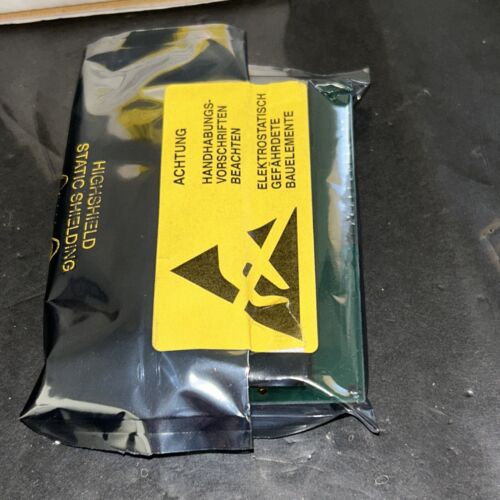 ACHTUNG
HANDHABUNGS-
VORSCHRIFTEN
BEACHTEN
ELEKTROSTATISCH
GEFÄHRDETE
BAUELEMENTE
HIGHSHIELD
STATIC SHIELDING